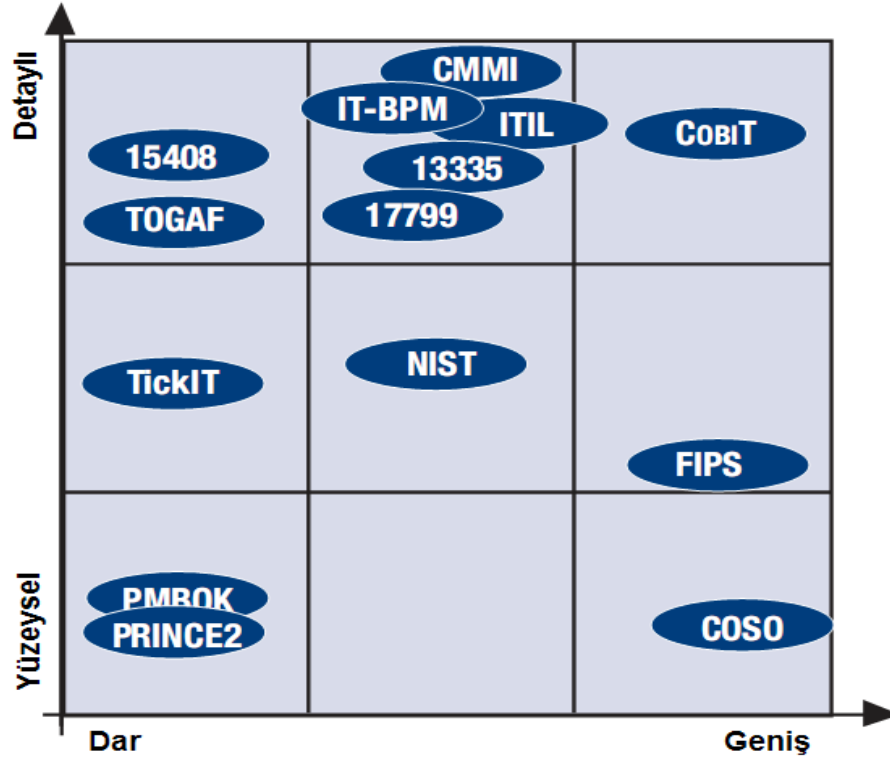 Detaylı
CMMI
IT-BPM
ITIL
COBIT
15408
13335
TOGAF
17799
TickIT
NIST
FIPS
Yüzeysel
PMBOK
PRINCE2
COSO
Dar
Geniş